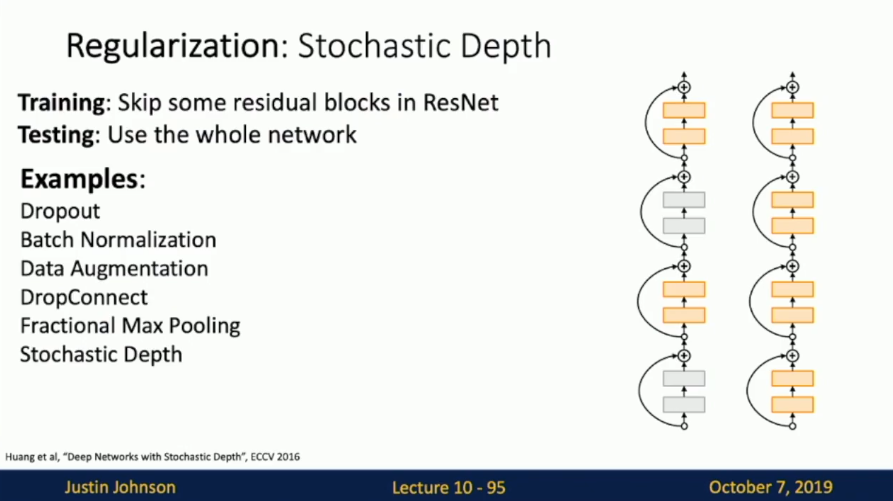 Regularization: Stochastic Depth
Training: Skip some residual blocks in ResNet
Testing: Use the whole network
Examples:
Dropout
Batch Normalization
Data Augmentation
DropConnect
Fractional Max Pooling
Stochastic Depth
Huang et al, “Deep Networks with Stochastic Depth”, ECCV 2016
Justin Johnson
Lecture 10 - 95
October 7, 2019